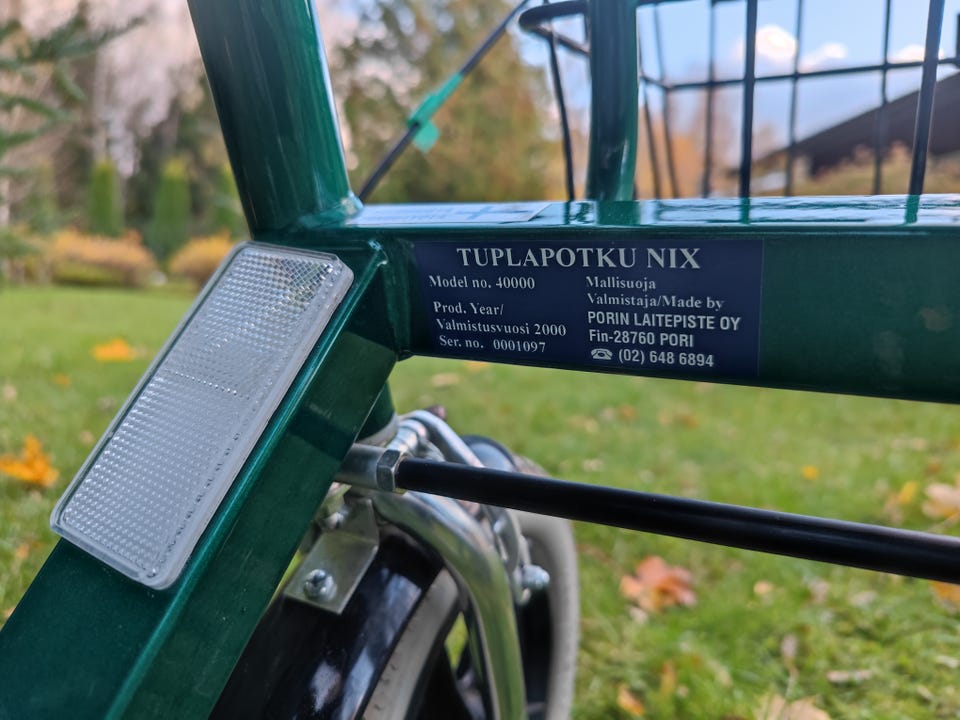 TUPLAPOTKU NIX
Model no. 40000
Prod. Year/
Valmistusvuosi 2000
Ser. no. 0001097
Mallisuoja
Valmistaja/Made by
PORIN LAITEPISTE OY
Fin-28760 PORI
☎ (02) 648 6894